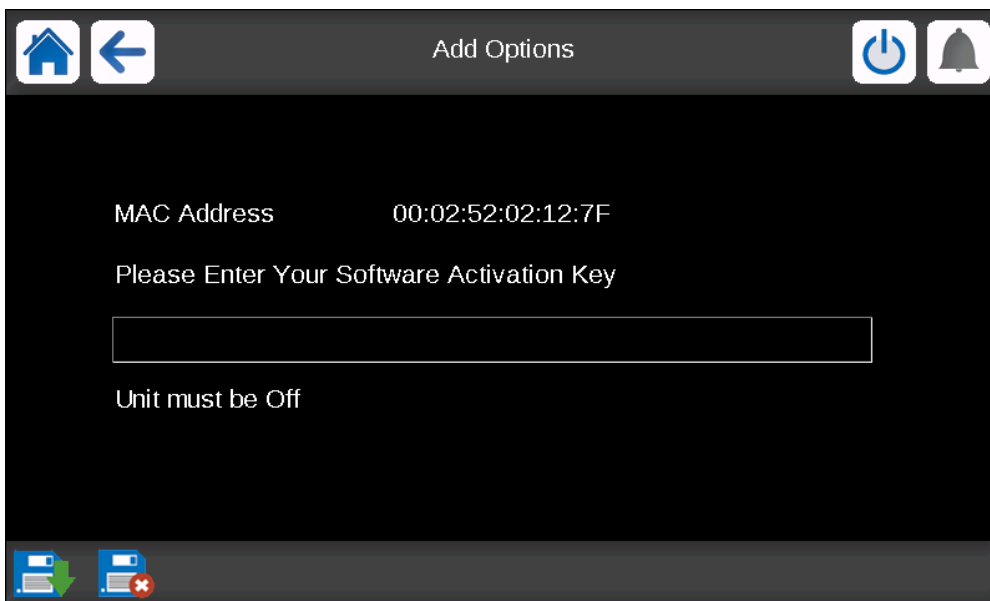 Add Options
MAC Address 00:02:52:02:12:7F
Please Enter Your Software Activation Key
Unit must be Off